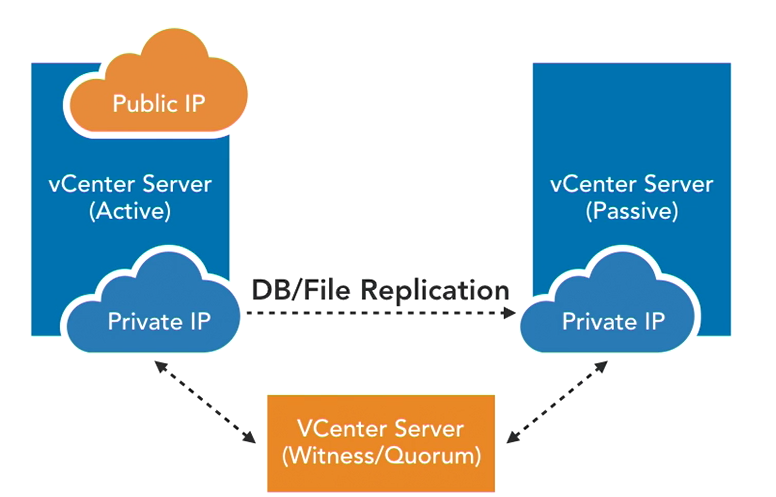 Public IP
vCenter Server
(Active)
vCenter Server
(Passive)
DB/File Replication
Private IP
Private IP
VCenter Server
(Witness/Quorum)